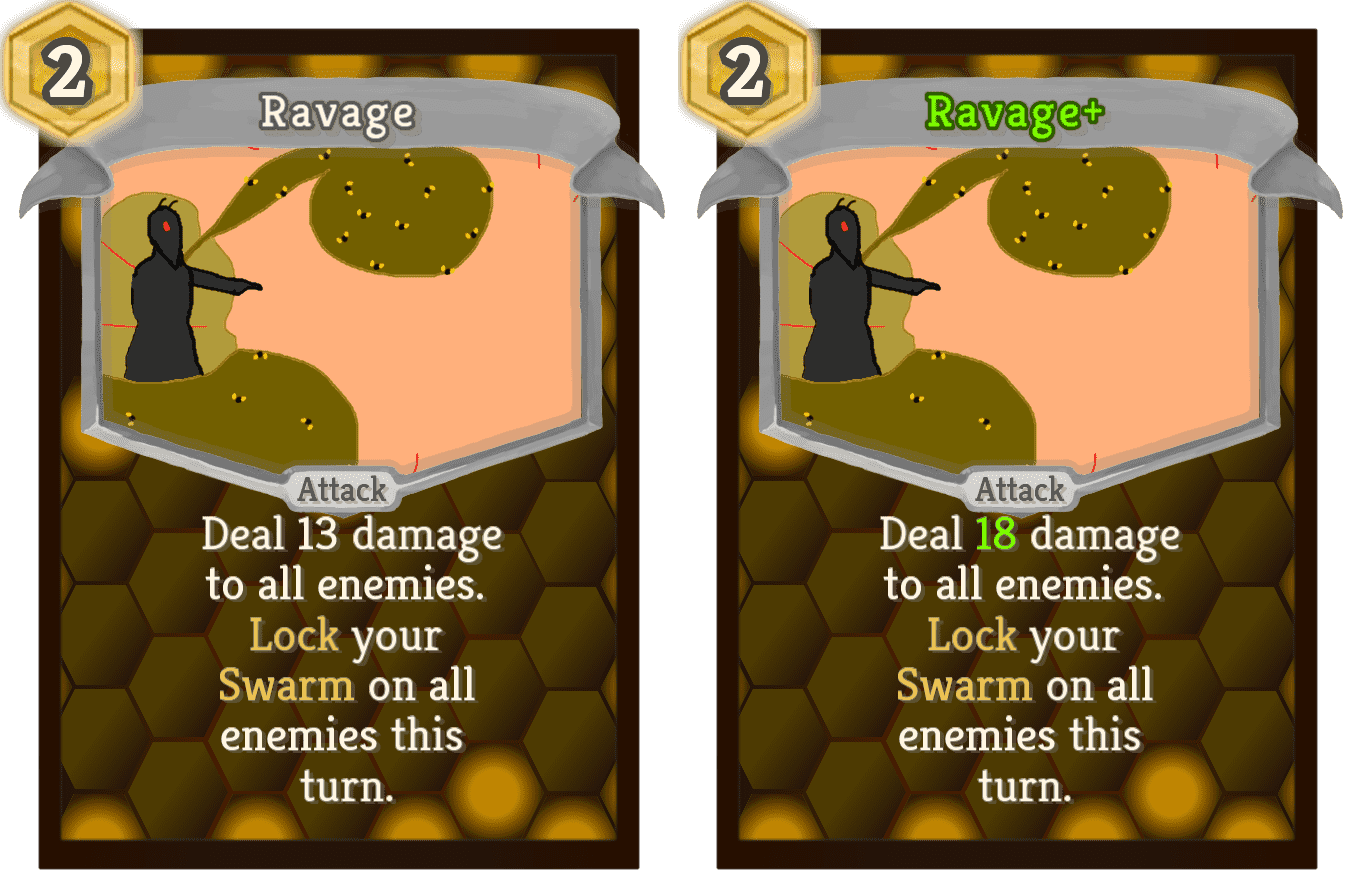 2
Ravage
Attack
Deal 13 damage
to all enemies.
Lock your
Swarm on all
enemies this
turn.
2
Ravage+
Attack
Deal 18 damage
to all enemies.
Lock your
Swarm on all
enemies this
turn.